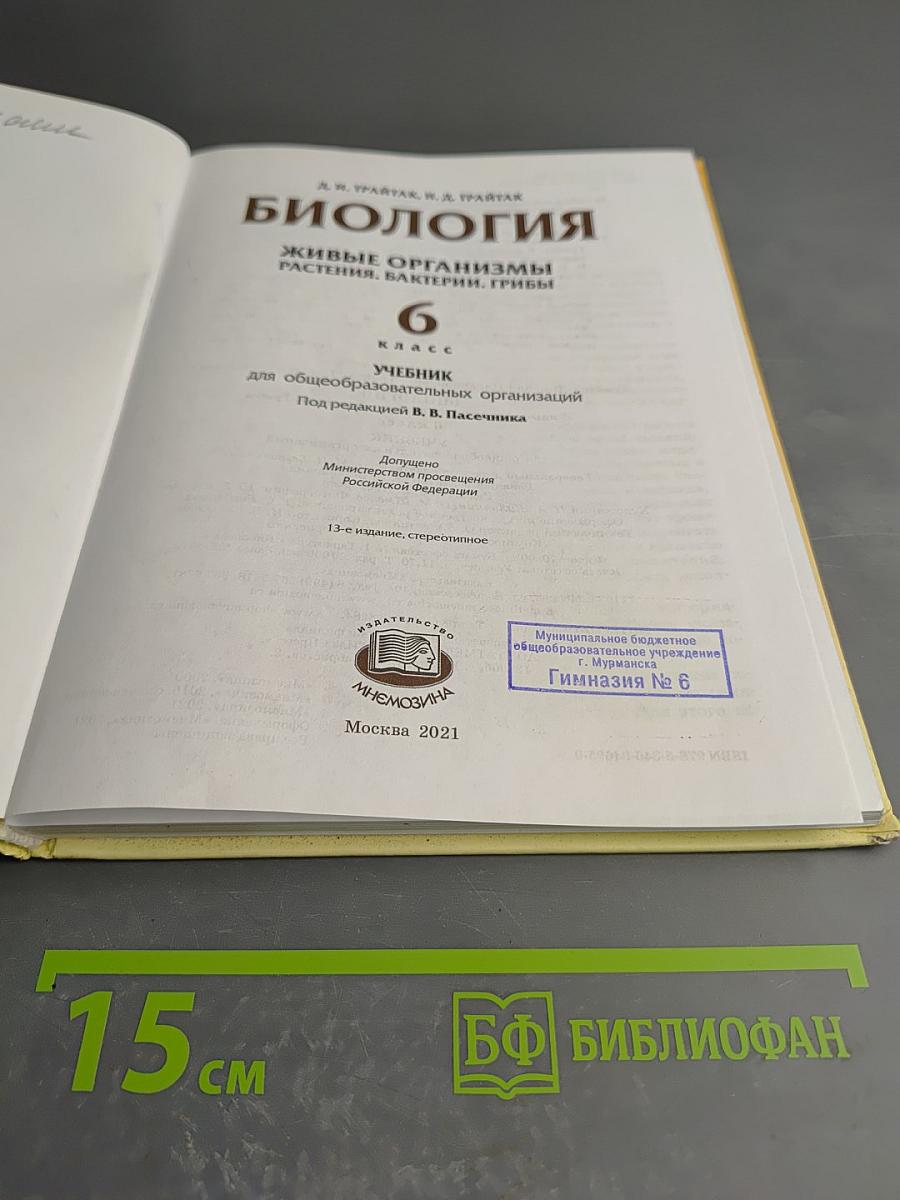 Д. И. ТРАЙТАК, Н. Д. ТРАЙТАК
БИОЛОГИЯ
ЖИВЫЕ ОРГАНИЗМЫ
РАСТЕНИЯ. БАКТЕРИИ. ГРИБЫ
6
класс
УЧЕБНИК
для общеобразовательных организаций
Под редакцией В. В. Пасечника
Допущено
Министерством просвещения
Российской Федерации
13-е издание, стереотипное
ИЗДАТЕЛЬСТВО
МНЕМОЗИНА
Москва 2021
Муниципальное бюджетное
общеобразовательное учреждение
г. Мурманска
Гимназия № 6
15 см
БФ БИБЛИОФАН